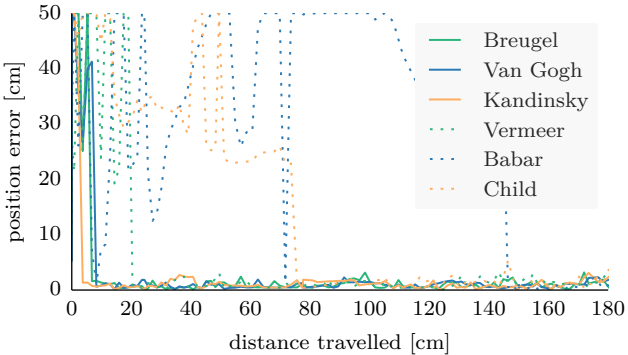 position error [cm]
50
40
30
20
10
0
0 20 40 60 80 100 120 140 160 180
distance travelled [cm]
Breugel
Van Gogh
Kandinsky
Vermeer
Babar
Child